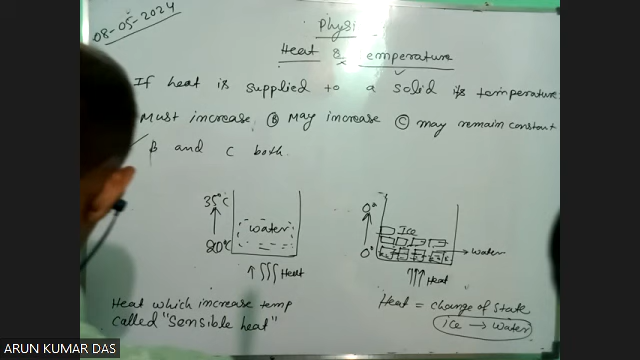 08-05-2024
Physi
Heat & emperature
If heat is supplied to a solid its temperature
Must increase Ⓑ May increase Ⓒ may remain constant
B and C both.
35°C
water
20°C
Heat
0°
Ice
0°
water
Heat
Heat which increase temp
called "Sensible heat"
Heat = change of state
ice → water
ARUN KUMAR DAS